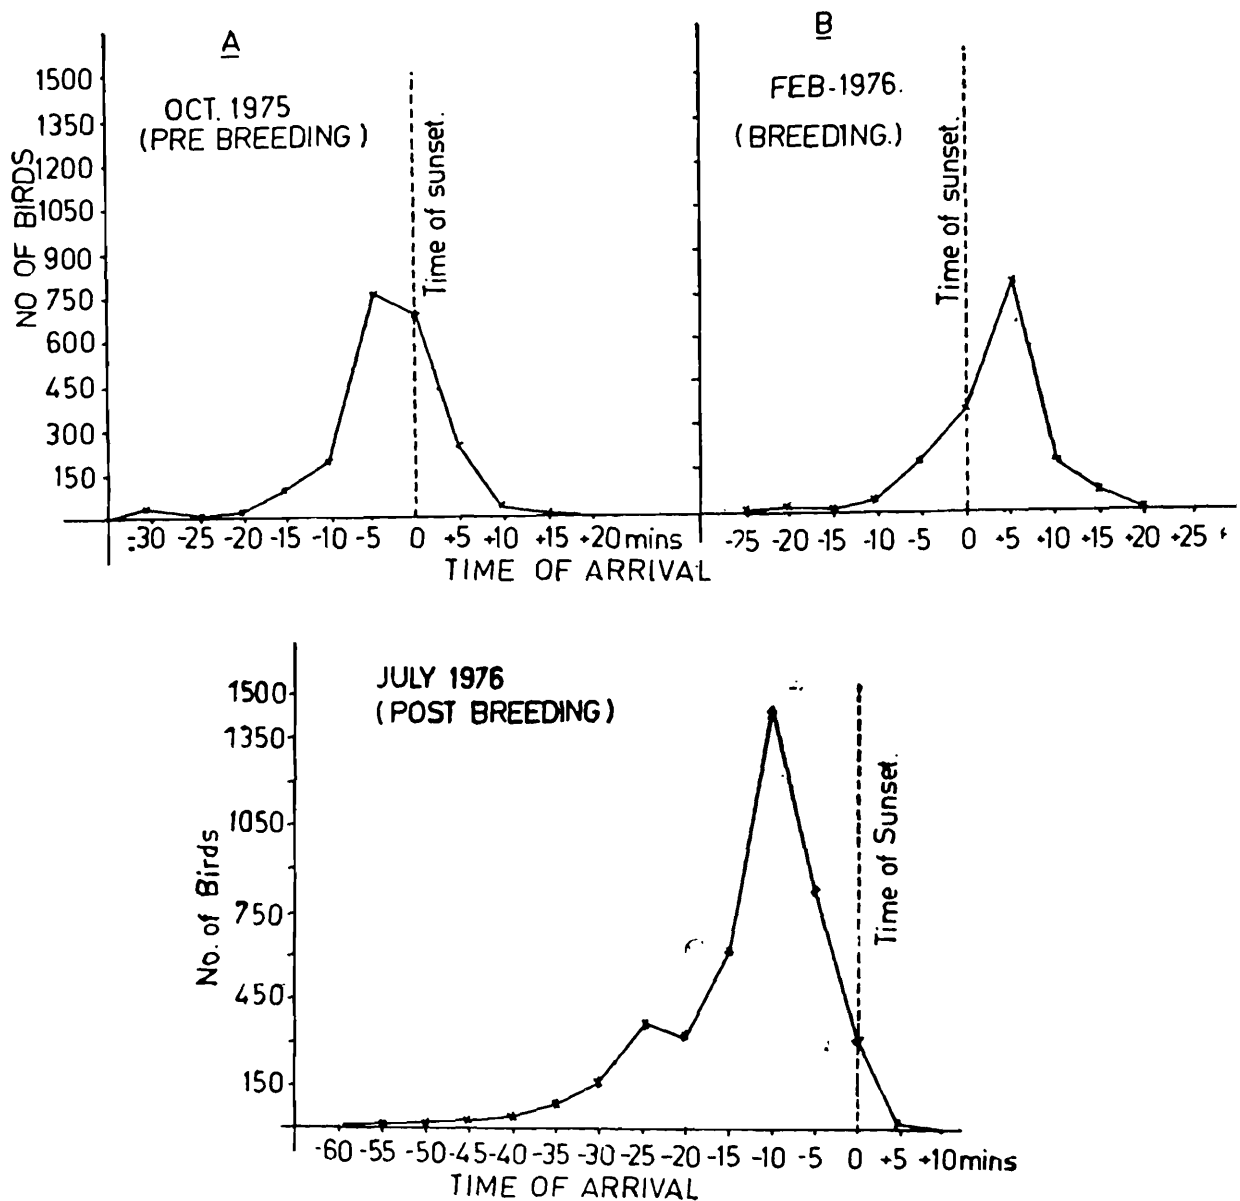 A
OCT. 1975
(PRE BREEDING)
NO OF BIRDS
1500
1350
1200
1050
900
750
600
450
300
150
Time of sunset.
-30 -25 -20 -15 -10 -5 0 +5 +10 +15 +20 mins
B
FEB-1976.
(BREEDING.)
Time of sunset.
-25 -20 -15 -10 -5 0 +5 +10 +15 +20 +25
TIME OF ARRIVAL
JULY 1976
(POST BREEDING)
No. of Birds
1500
1350
1050
750
450
150
Time of Sunset.
-60 -55 -50 -45 -40 -35 -30 -25 -20 -15 -10 -5 0 +5 +10 mins
TIME OF ARRIVAL